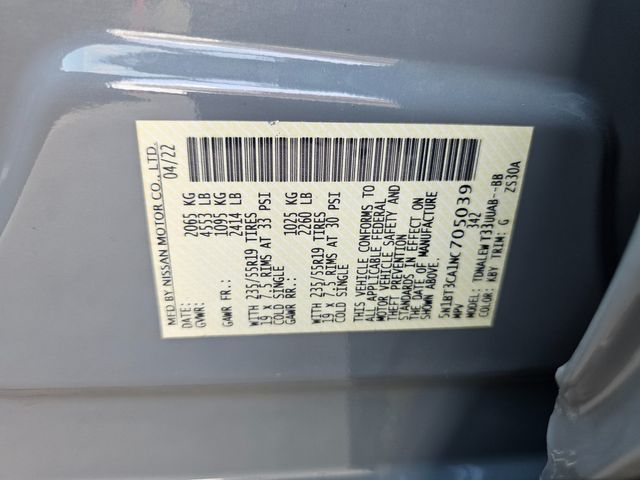 MFD BY NISSAN MOTOR CO., LTD.
DATE: 04/22
GVWR: 2065 KG
4553 LB
GAWR FR: 1095 KG
2414 LB
WITH 235/55R19 TIRES
19 X 7.5 RIMS AT 33 PSI
COLD SINGLE
GAWR RR: 1025 KG
2260 LB
WITH 235/55R19 TIRES
19 X 7.5 RIMS AT 30 PSI
COLD SINGLE
THIS VEHICLE CONFORMS TO
ALL APPLICABLE FEDERAL
MOTOR VEHICLE SAFETY AND
THEFT PREVENTION
STANDARDS IN EFFECT ON
THE DATE OF MANUFACTURE
SHOWN ABOVE.
5N1BT3CA1NC705039
MPV 342
MODEL: TDNALEWT33UUAB--BB
COLOR: KBY TRIM: G ZS30A